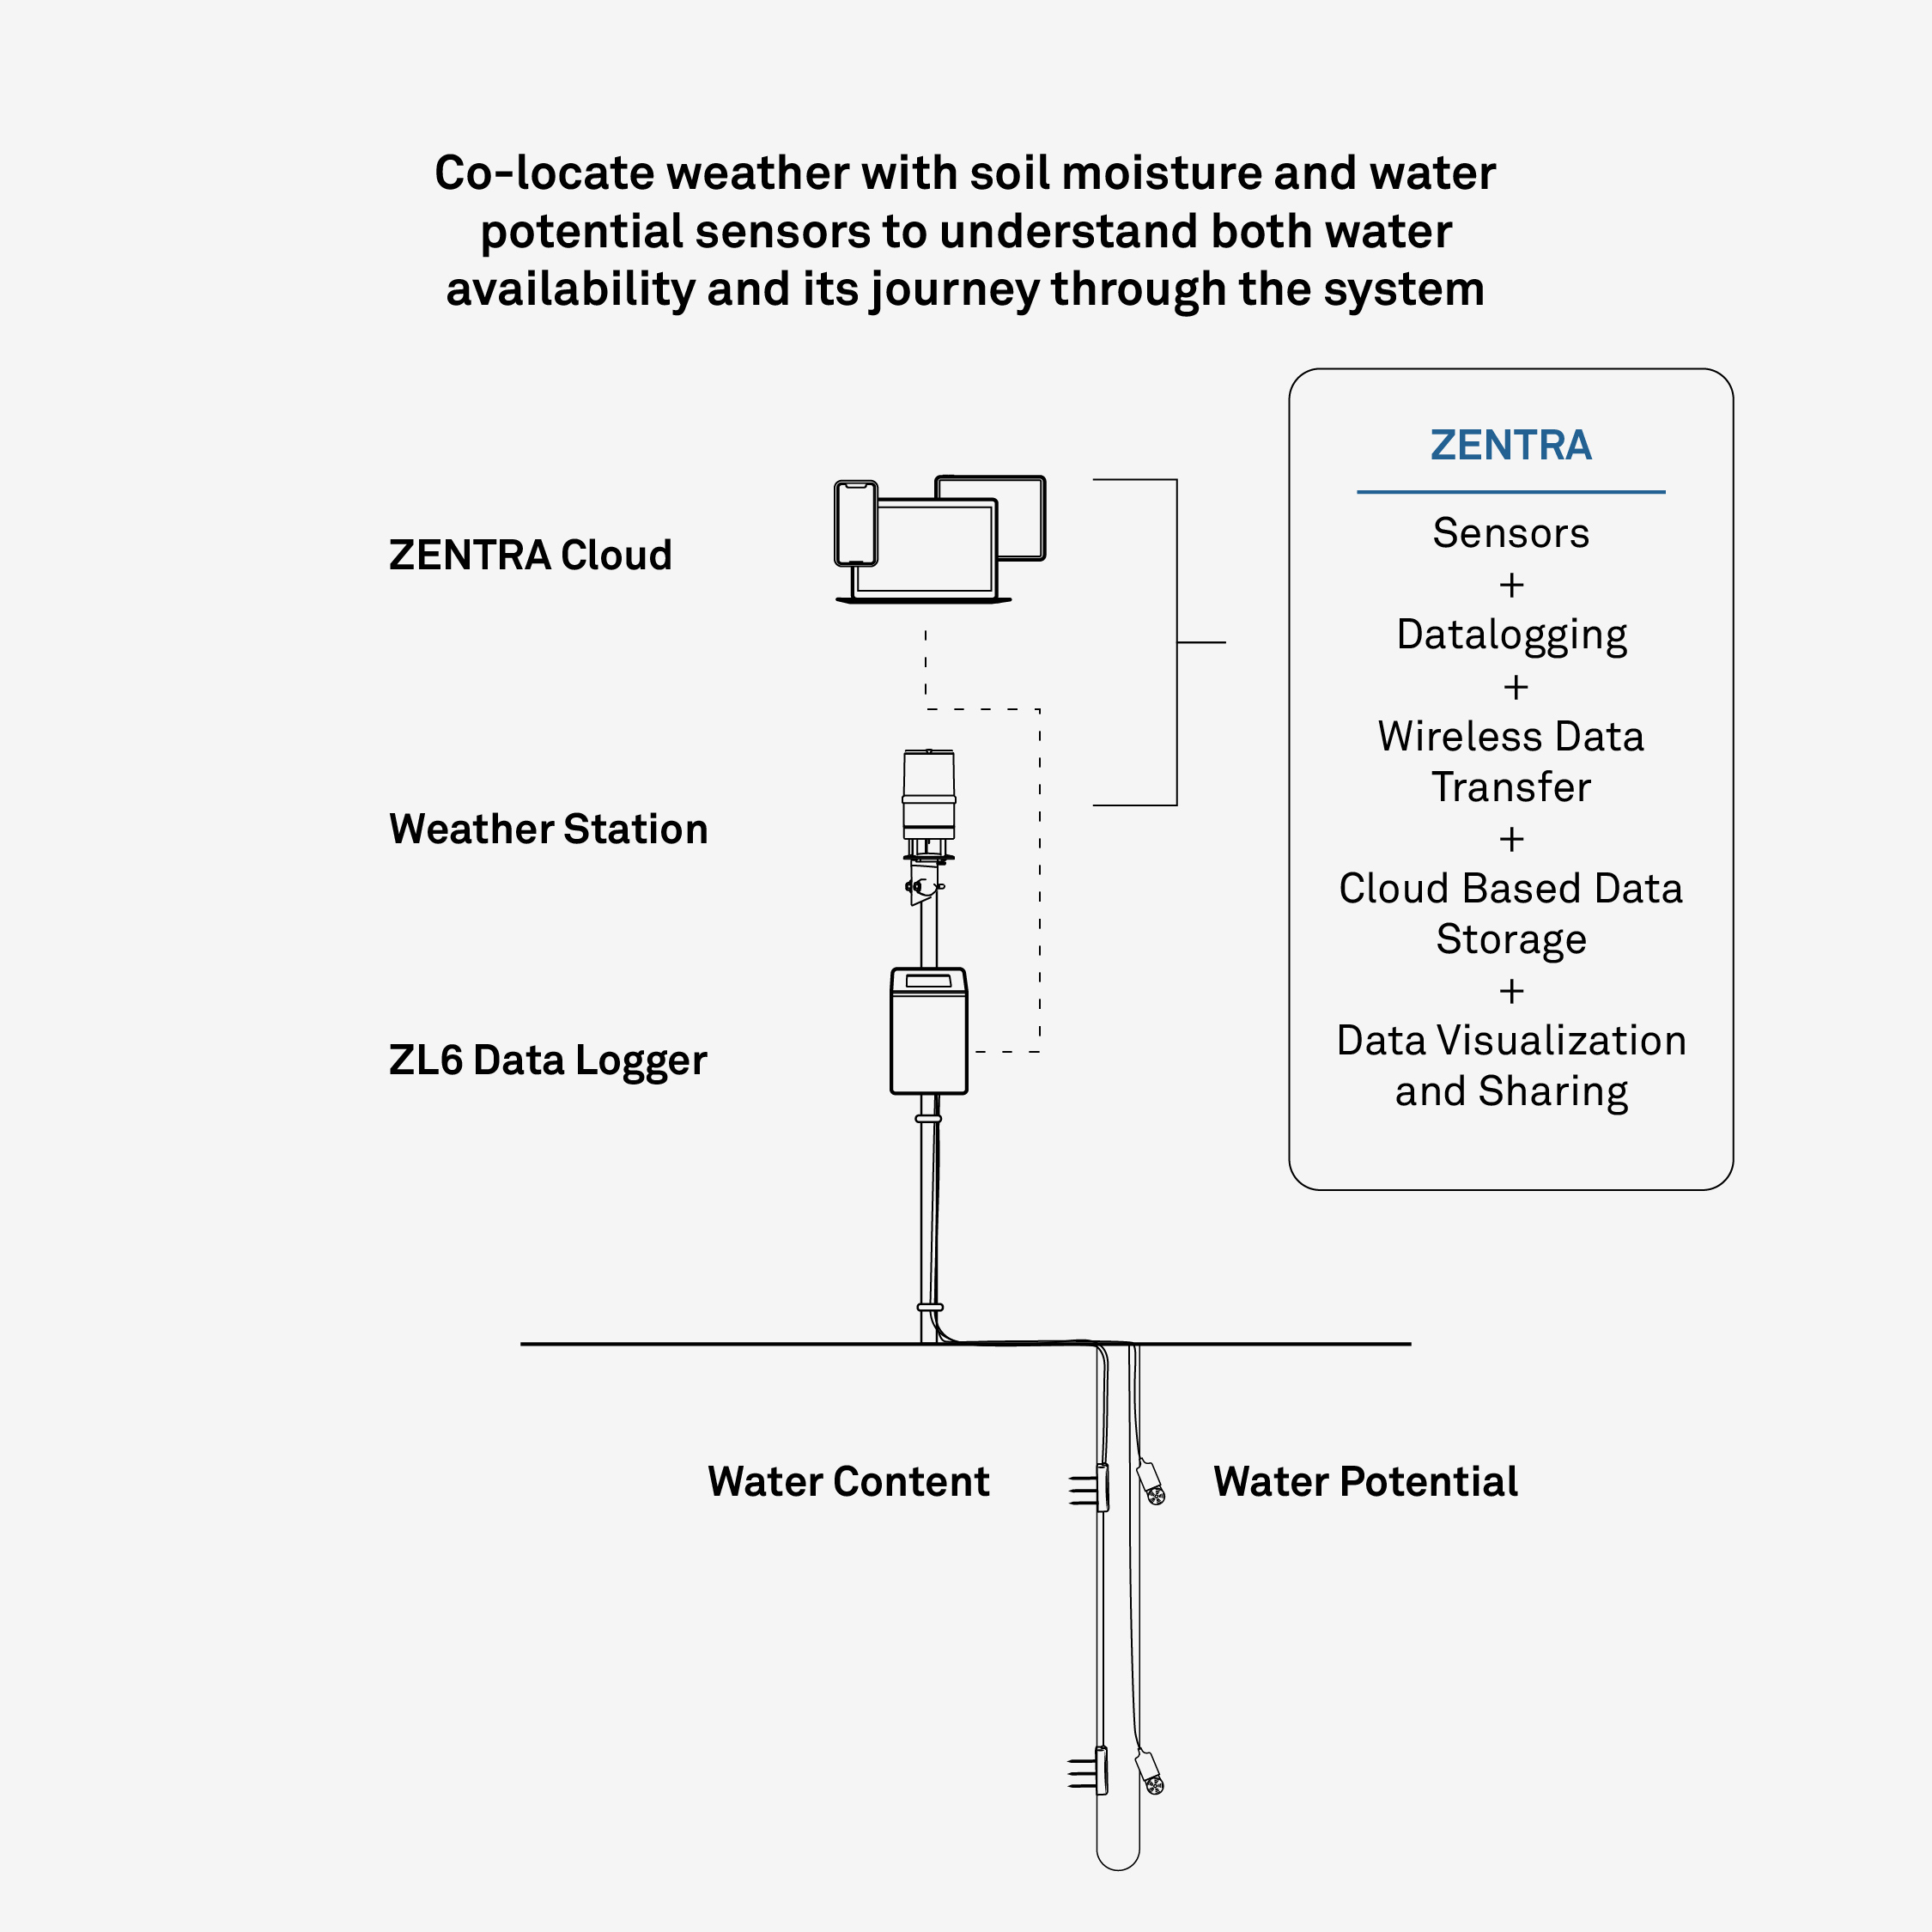 Co-locate weather with soil moisture and water
potential sensors to understand both water
availability and its journey through the system
ZENTRA Cloud
Weather Station
ZL6 Data Logger
ZENTRA
Sensors
+
Datalogging
+
Wireless Data
Transfer
+
Cloud Based Data
Storage
+
Data Visualization
and Sharing
Water Content
Water Potential